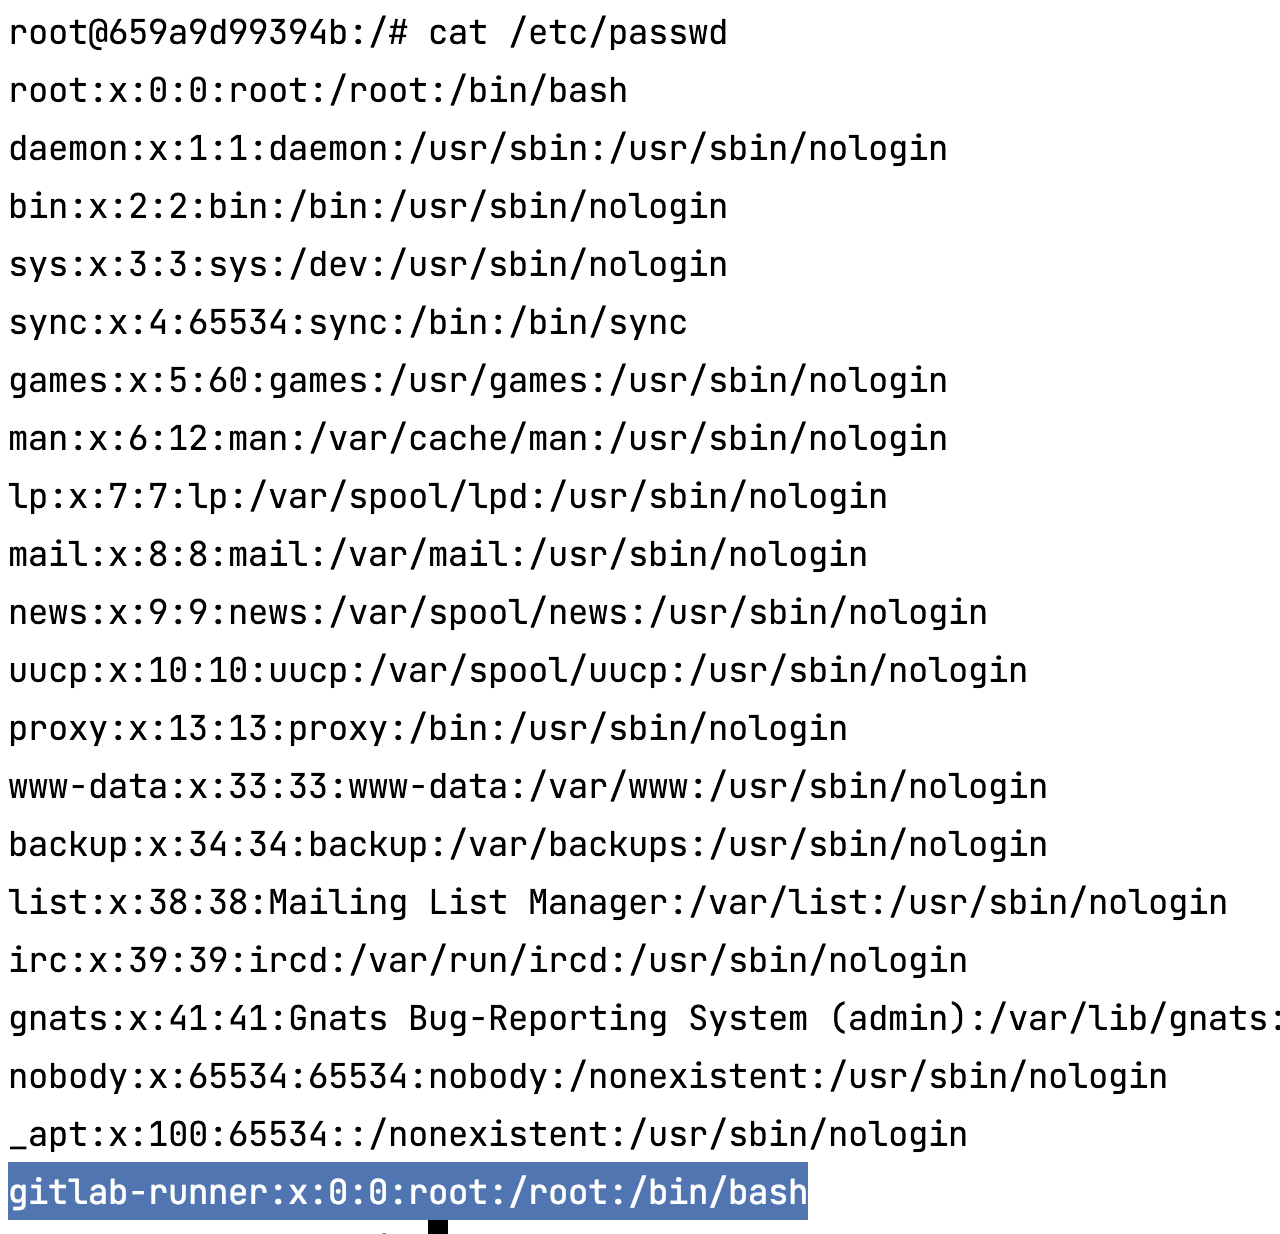 root@659a9d99394b:/# cat /etc/passwd
root:x:0:0:root:/root:/bin/bash
daemon:x:1:1:daemon:/usr/sbin:/usr/sbin/nologin
bin:x:2:2:bin:/bin:/usr/sbin/nologin
sys:x:3:3:sys:/dev:/usr/sbin/nologin
sync:x:4:65534:sync:/bin:/bin/sync
games:x:5:60:games:/usr/games:/usr/sbin/nologin
man:x:6:12:man:/var/cache/man:/usr/sbin/nologin
lp:x:7:7:lp:/var/spool/lpd:/usr/sbin/nologin
mail:x:8:8:mail:/var/mail:/usr/sbin/nologin
news:x:9:9:news:/var/spool/news:/usr/sbin/nologin
uucp:x:10:10:uucp:/var/spool/uucp:/usr/sbin/nologin
proxy:x:13:13:proxy:/bin:/usr/sbin/nologin
www-data:x:33:33:www-data:/var/www:/usr/sbin/nologin
backup:x:34:34:backup:/var/backups:/usr/sbin/nologin
list:x:38:38:Mailing List Manager:/var/list:/usr/sbin/nologin
irc:x:39:39:ircd:/var/run/ircd:/usr/sbin/nologin
gnats:x:41:41:Gnats Bug-Reporting System (admin):/var/lib/gnats:
nobody:x:65534:65534:nobody:/nonexistent:/usr/sbin/nologin
_apt:x:100:65534::/nonexistent:/usr/sbin/nologin
gitlab-runner:x:0:0:root:/root:/bin/bash